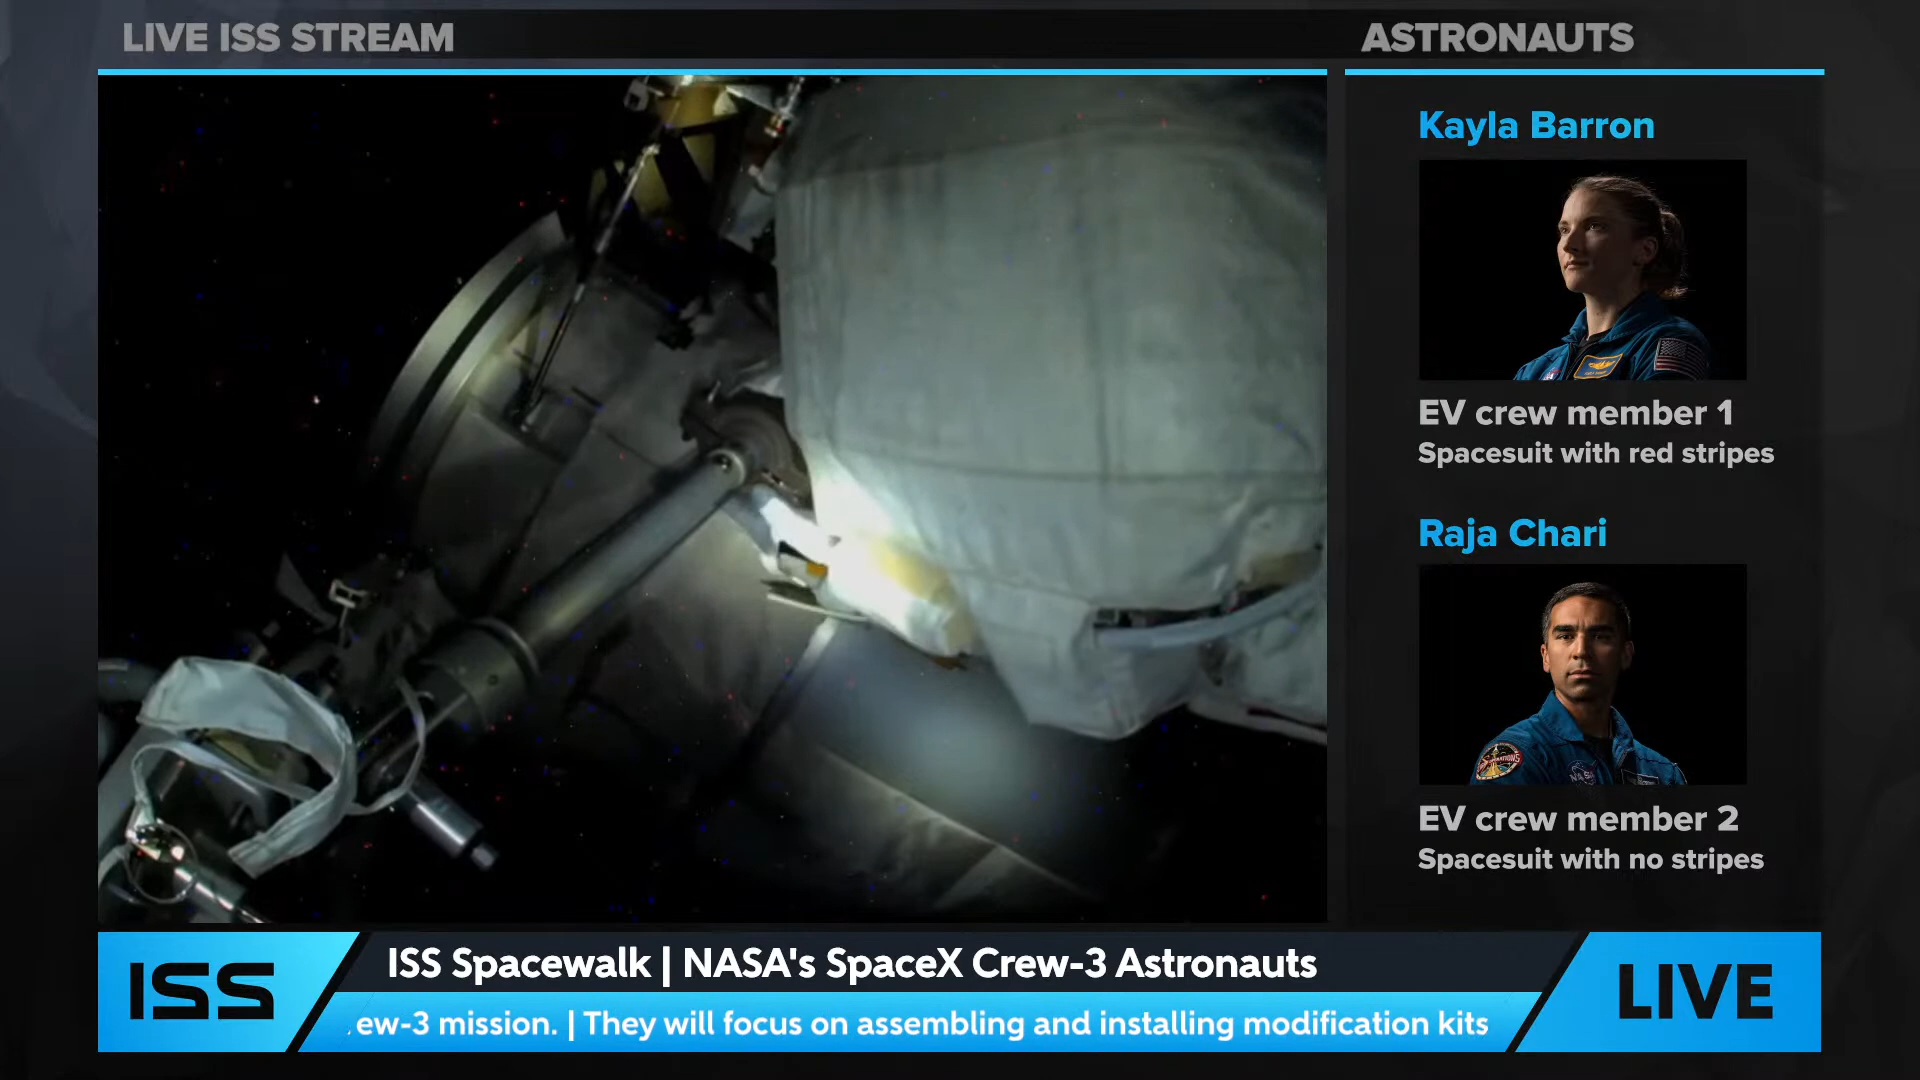 LIVE ISS STREAM
ASTRONAUTS
Kayla Barron
EV crew member 1
Spacesuit with red stripes
Raja Chari
EV crew member 2
Spacesuit with no stripes
ISS
ISS Spacewalk | NASA's SpaceX Crew-3 Astronauts
ew-3 mission. | They will focus on assembling and installing modification kits
LIVE